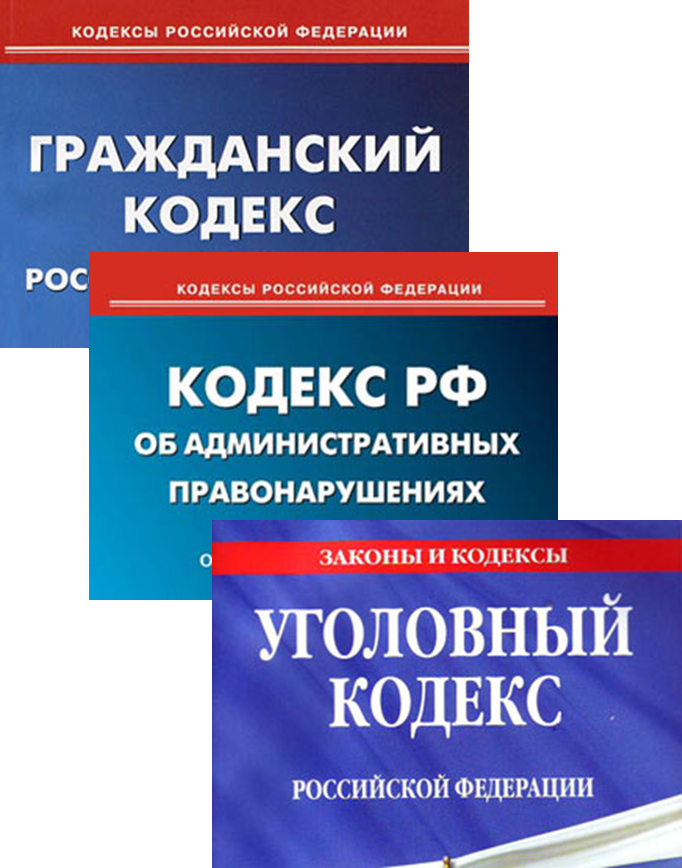 КОДЕКСЫ РОССИЙСКОЙ ФЕДЕРАЦИИ
ГРАЖДАНСКИЙ
КОДЕКС
КОДЕКСЫ РОССИЙСКОЙ ФЕДЕРАЦИИ
КОДЕКС РФ
ОБ АДМИНИСТРАТИВНЫХ
ПРАВОНАРУШЕНИЯХ
ЗАКОНЫ И КОДЕКСЫ
УГОЛОВНЫЙ
КОДЕКС
РОССИЙСКОЙ ФЕДЕРАЦИИ